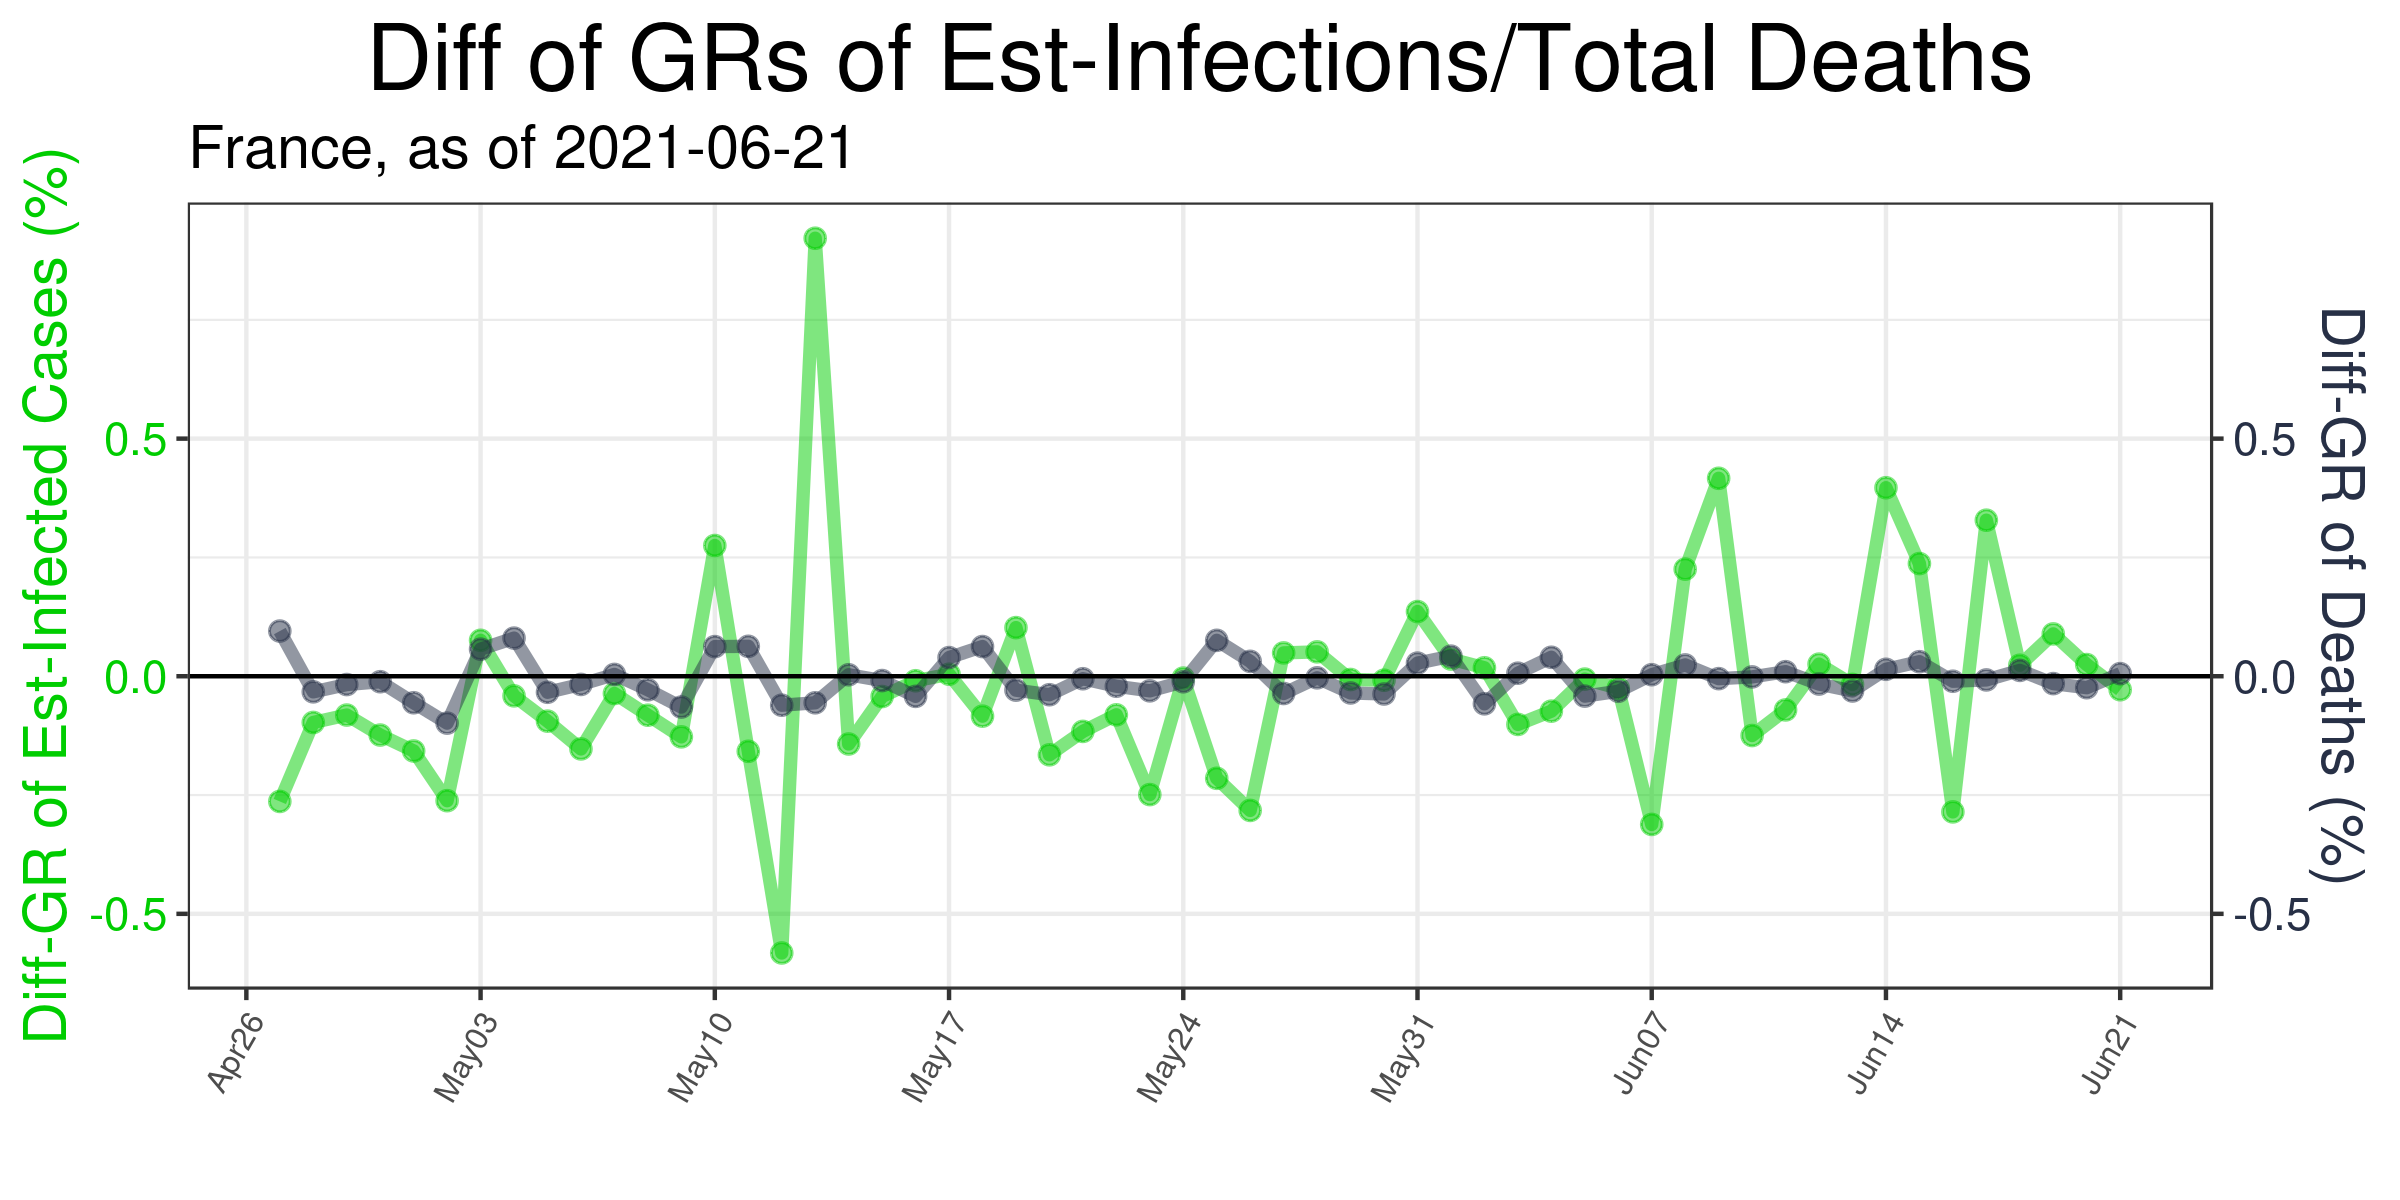 Diff of GRs of Est-Infections/Total Deaths
France, as of 2021-06-21
Diff-GR of Est-Infected Cases (%)
0.5
0.0
-0.5
0.5
0.0
-0.5
Diff-GR of Deaths (%)
Apr26
May03
May10
May17
May24
May31
Jun07
Jun14
Jun21